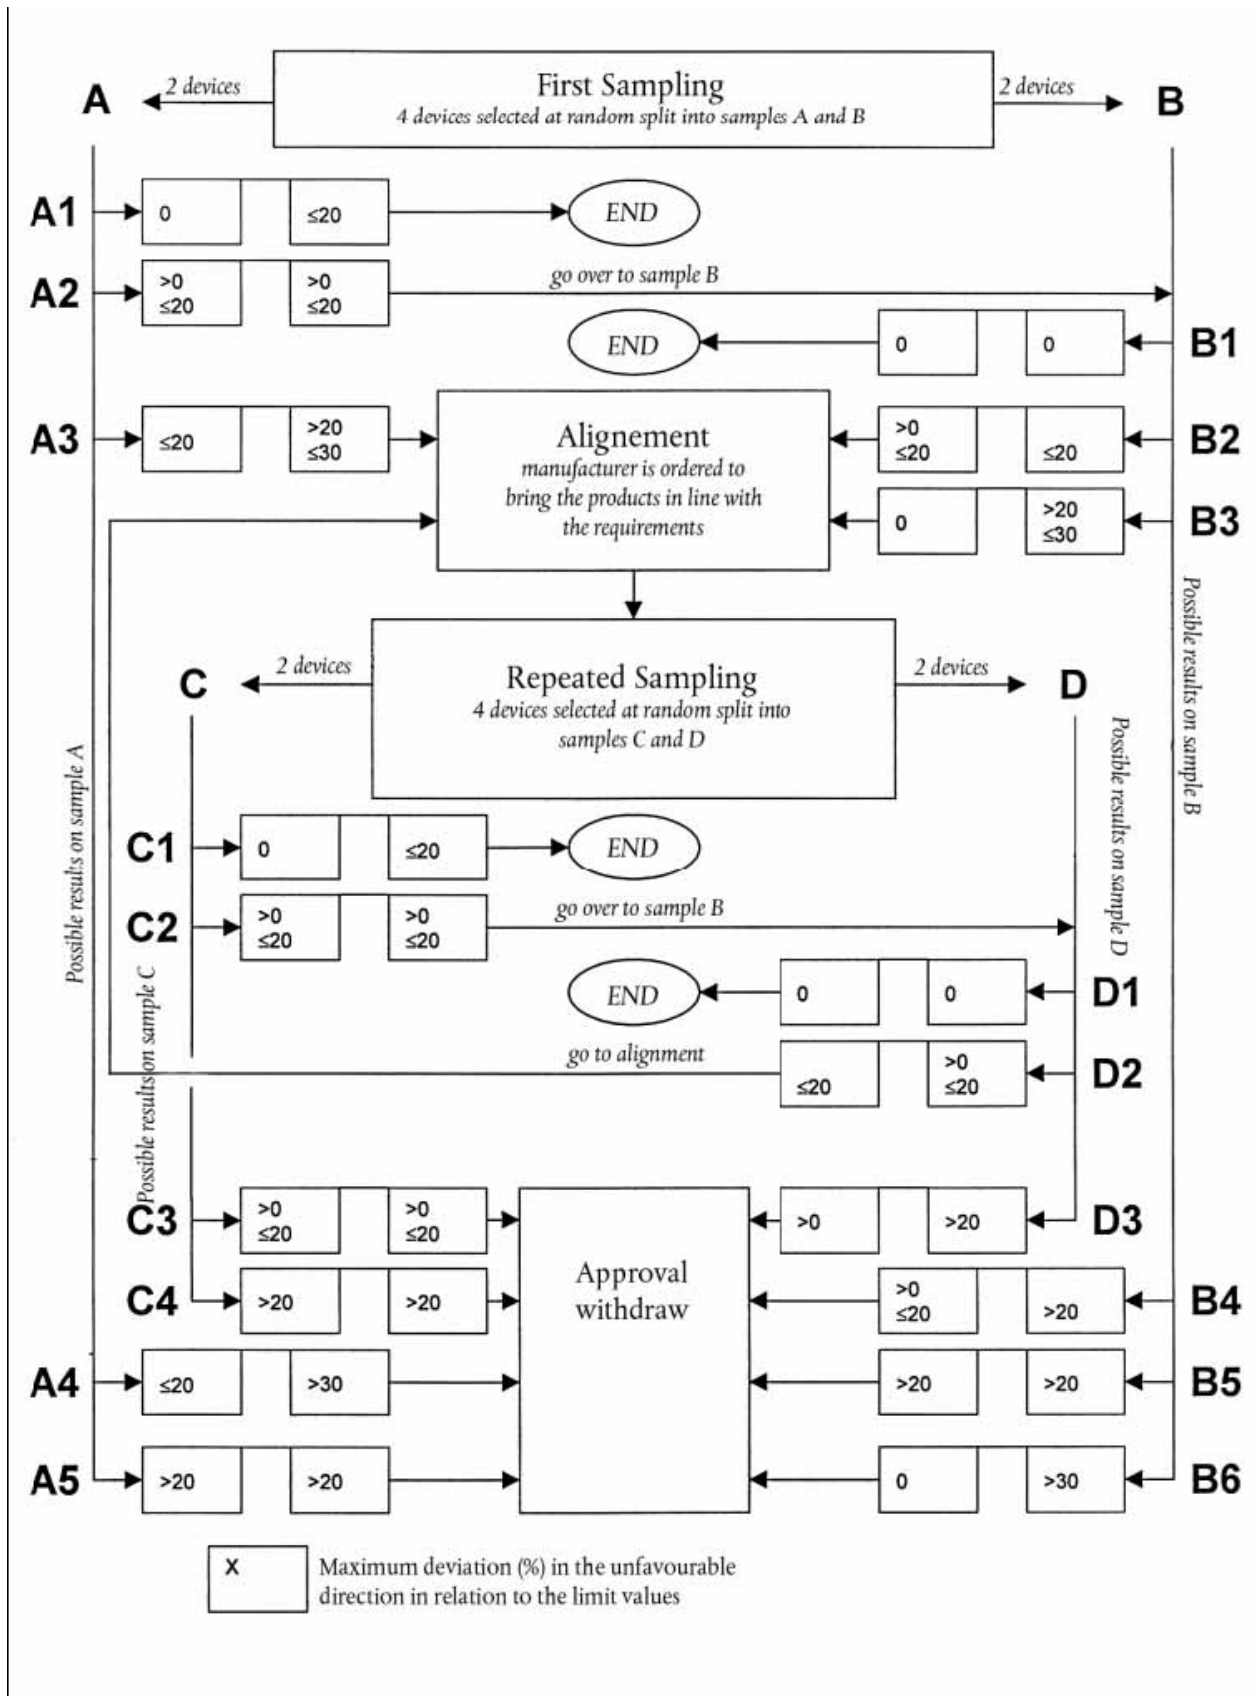 First Sampling
4 devices selected at random split into samples A and B
A
2 devices
2 devices
B
A1
0
≤20
END
A2
>0
≤20
>0
≤20
go over to sample B
END
0
0
B1
A3
≤20
>20
≤30
Alignement
manufacturer is ordered to
bring the products in line with
the requirements
>0
≤20
≤20
B2
0
>20
≤30
B3
Possible results on sample B
C
2 devices
Repeated Sampling
4 devices selected at random split into
samples C and D
2 devices
D
Possible results on sample A
Possible results on sample D
C1
0
≤20
END
C2
>0
≤20
>0
≤20
go over to sample B
Possible results on sample C
END
0
0
D1
go to alignment
≤20
>0
≤20
D2
C3
>0
≤20
>0
≤20
Approval
withdraw
>0
>20
D3
C4
>20
>20
>0
≤20
>20
B4
A4
≤20
>30
>20
>20
B5
A5
>20
>20
0
>30
B6
X
Maximum deviation (%) in the unfavourable
direction in relation to the limit values